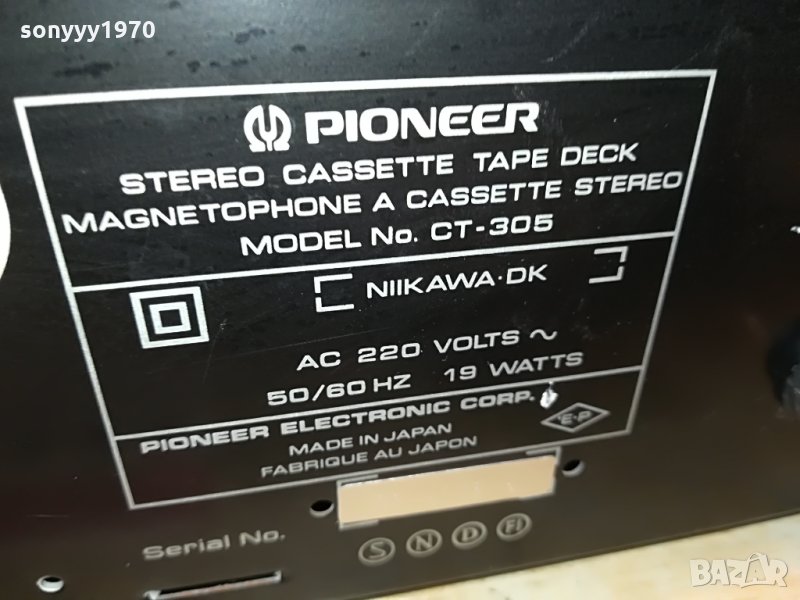 sonyyy1970
PIONEER
STEREO CASSETTE TAPE DECK
MAGNETOPHONE A CASSETTE STEREO
MODEL No. CT-305
NIIKAWA·DK
AC 220 VOLTS ~
50/60 HZ 19 WATTS
PIONEER ELECTRONIC CORP.
E·P
MADE IN JAPAN
FABRIQUE AU JAPON
Serial No.
S N D FI
BAZAR